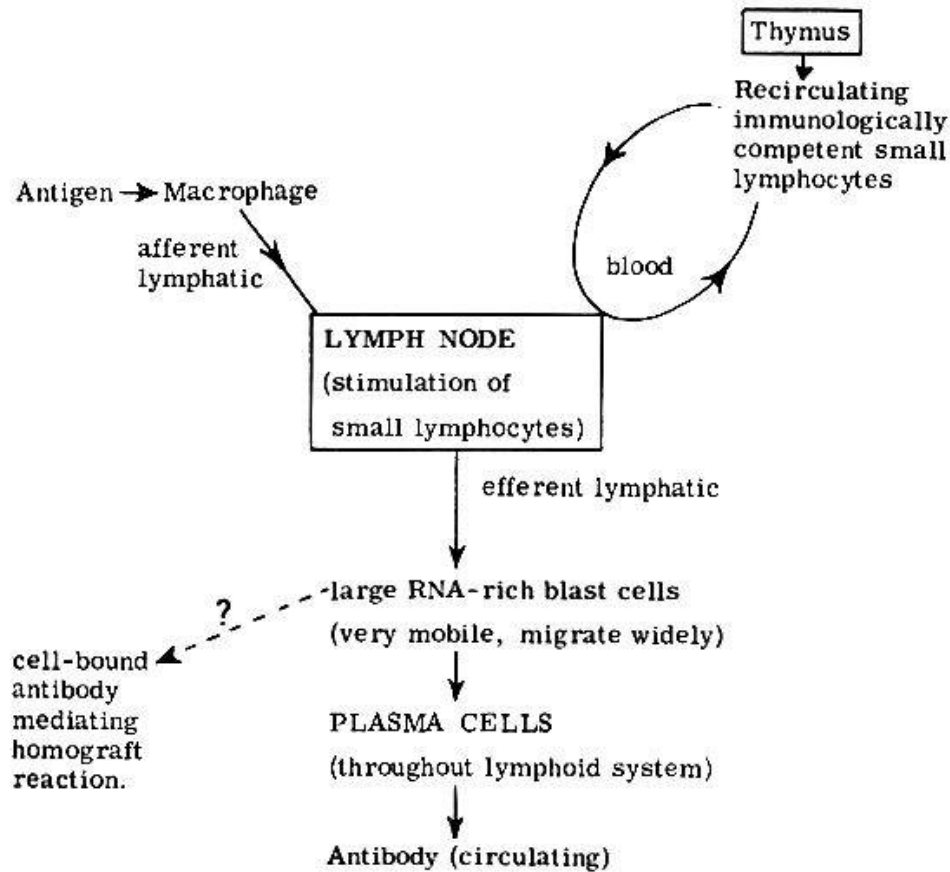 Thymus
Recirculating
immunologically
competent small
lymphocytes
Antigen → Macrophage
afferent
lymphatic
blood
LYMPH NODE
(stimulation of
small lymphocytes)
efferent lymphatic
large RNA-rich blast cells
(very mobile, migrate widely)
?
cell-bound
antibody
mediating
homograft
reaction.
PLASMA CELLS
(throughout lymphoid system)
Antibody (circulating)